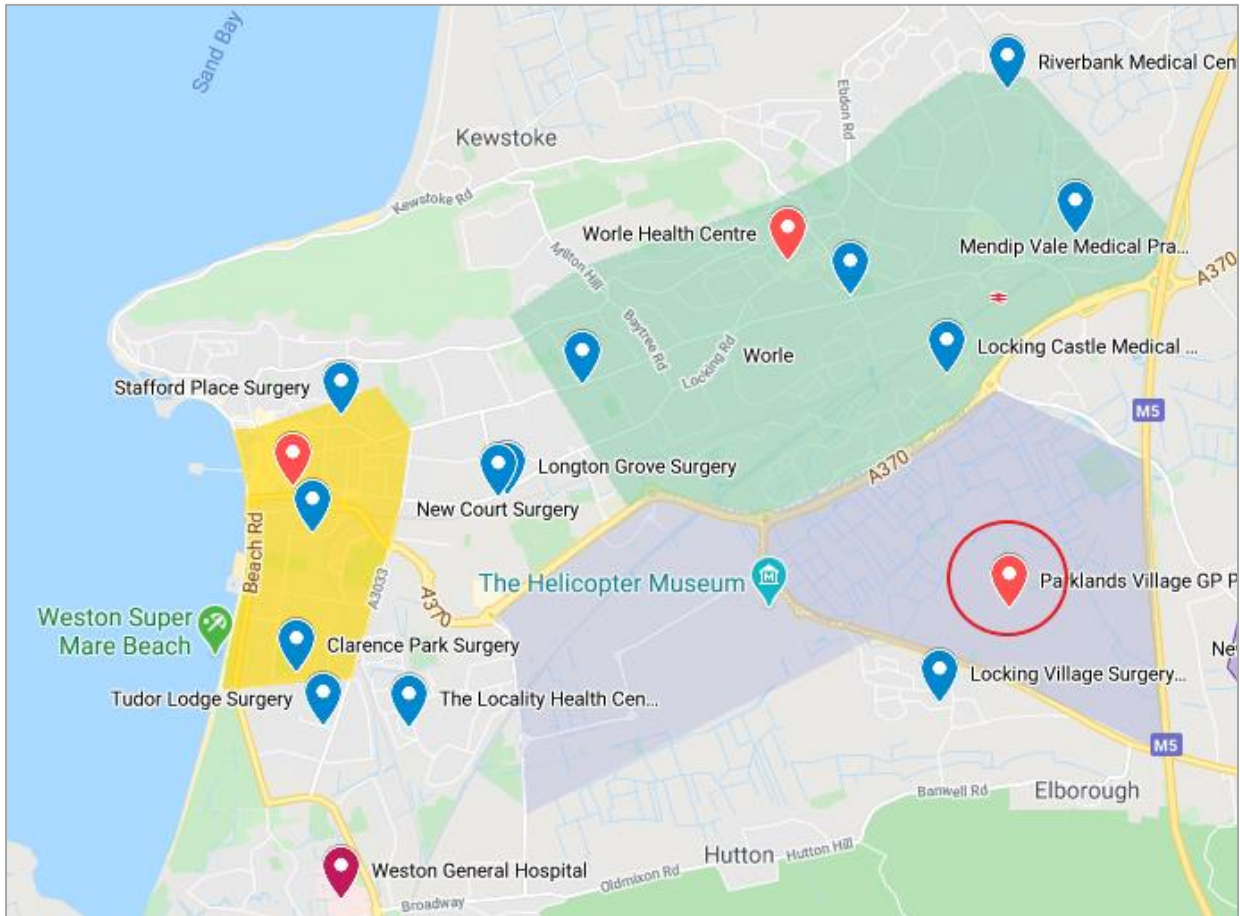 Sand Bay
Riverbank Medical Cen
Ebdon Rd
Kewstoke
Kewstoke Rd
Worle Health Centre
Mendip Vale Medical Pra...
Milton Hill
A370
Baytree Rd
Locking Rd
Worle
Locking Castle Medical ...
Stafford Place Surgery
M5
A370
Longton Grove Surgery
New Court Surgery
Beach Rd
A3033
A370
The Helicopter Museum
M
Parklands Village GP P
Weston Super
Mare Beach
Clarence Park Surgery
Ne
Locking Village Surgery...
Tudor Lodge Surgery
The Locality Health Cen...
M5
Banwell Rd
Elborough
Hutton
Hutton Hill
Weston General Hospital
Oldmixon Rd
Broadway